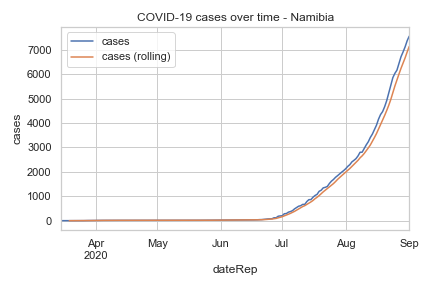 COVID-19 cases over time - Namibia
cases
cases (rolling)
7000
6000
5000
4000
3000
2000
1000
0
cases
Apr
2020
May
Jun
Jul
Aug
Sep
dateRep